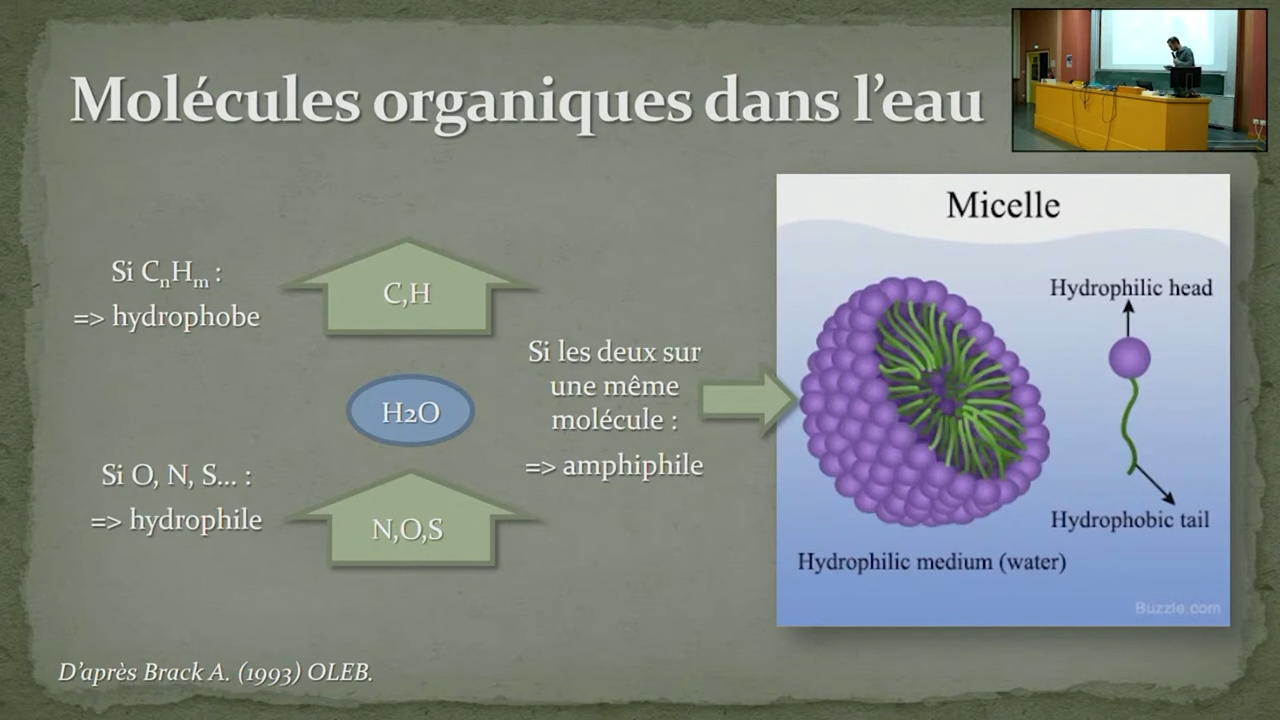 Molécules organiques dans l'eau
Si CnHm :
=> hydrophobe
C,H
H2O
Si O, N, S... :
=> hydrophile
N,O,S
Si les deux sur
une même
molécule :
=> amphiphile
Micelle
Hydrophilic head
Hydrophobic tail
Hydrophilic medium (water)
Buzzle.com
D'après Brack A. (1993) OLEB.